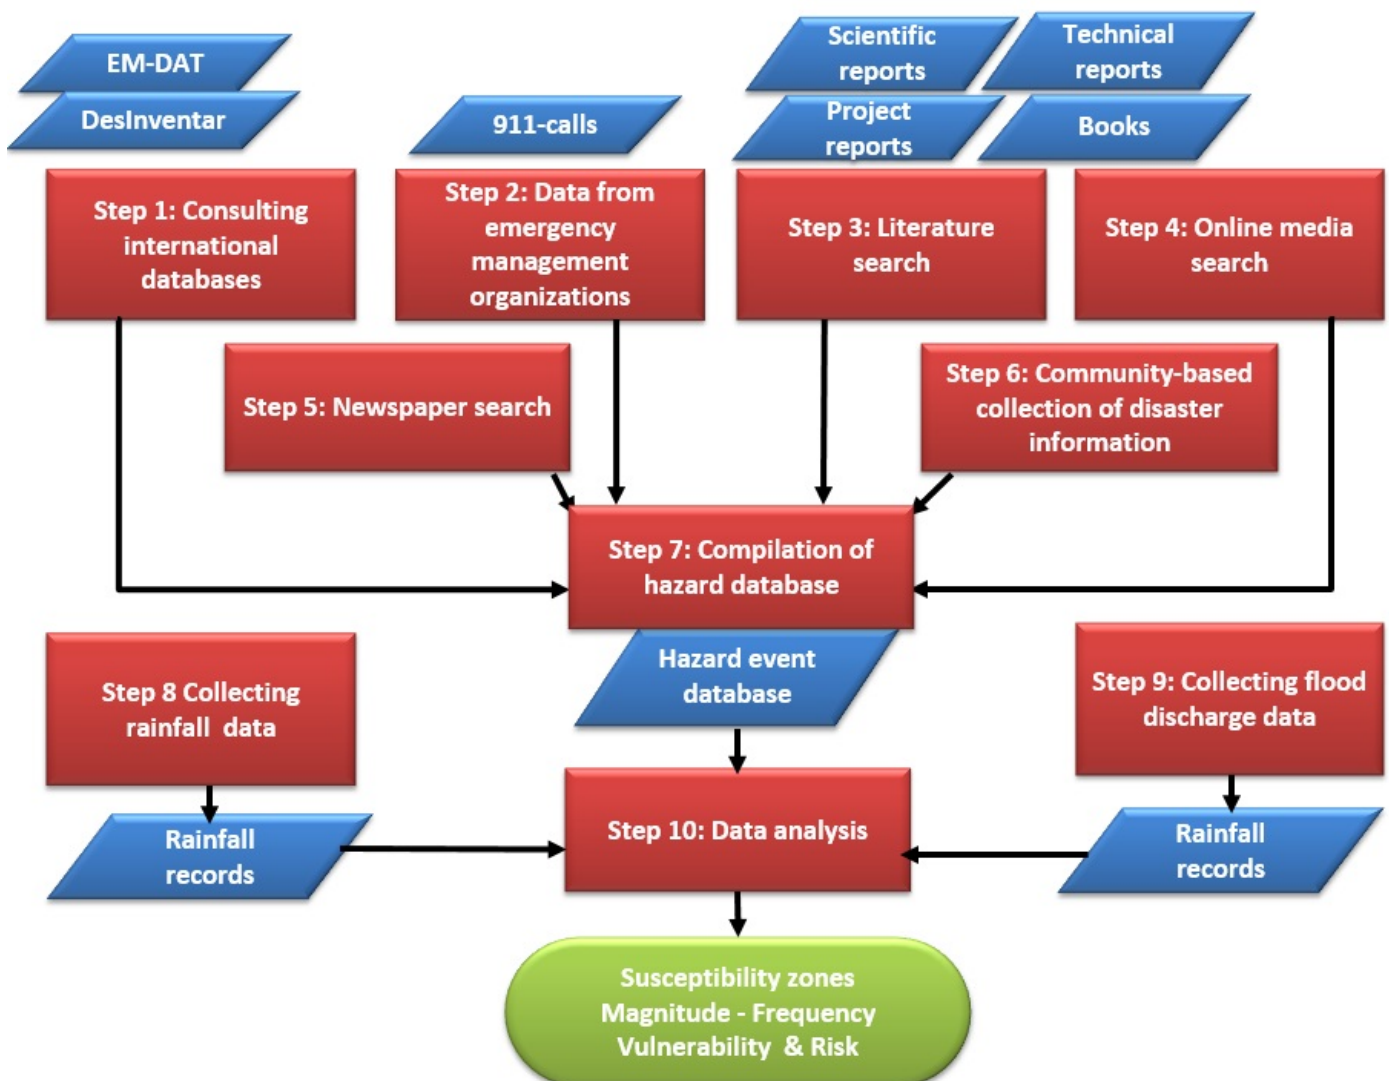 EM-DAT
DesInventar
911-calls
Scientific
reports
Technical
reports
Project
reports
Books
Step 1: Consulting
international
databases
Step 2: Data from
emergency
management
organizations
Step 3: Literature
search
Step 4: Online media
search
Step 5: Newspaper search
Step 6: Community-based
collection of disaster
information
Step 7: Compilation of
hazard database
Hazard event
database
Step 8 Collecting
rainfall  data
Step 9: Collecting flood
discharge data
Rainfall
records
Step 10: Data analysis
Rainfall
records
Susceptibility zones
Magnitude - Frequency
Vulnerability  & Risk